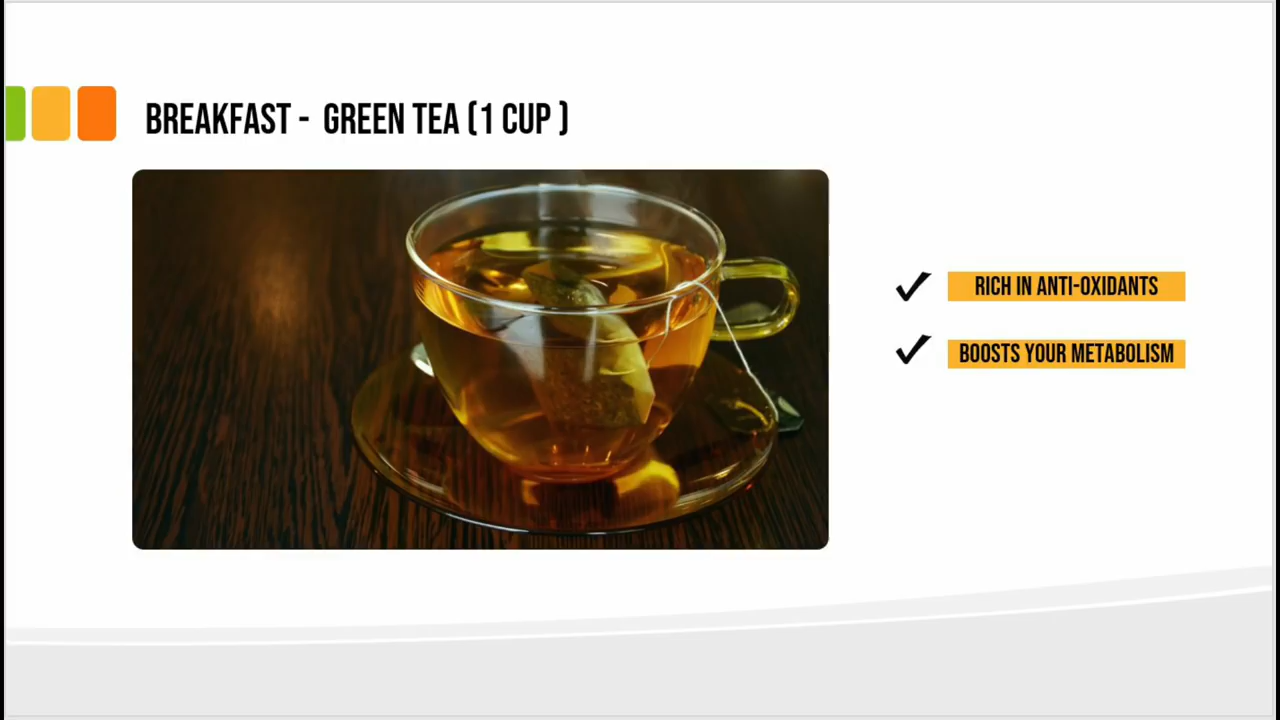 BREAKFAST - GREEN TEA (1 CUP )
RICH IN ANTI-OXIDANTS
BOOSTS YOUR METABOLISM